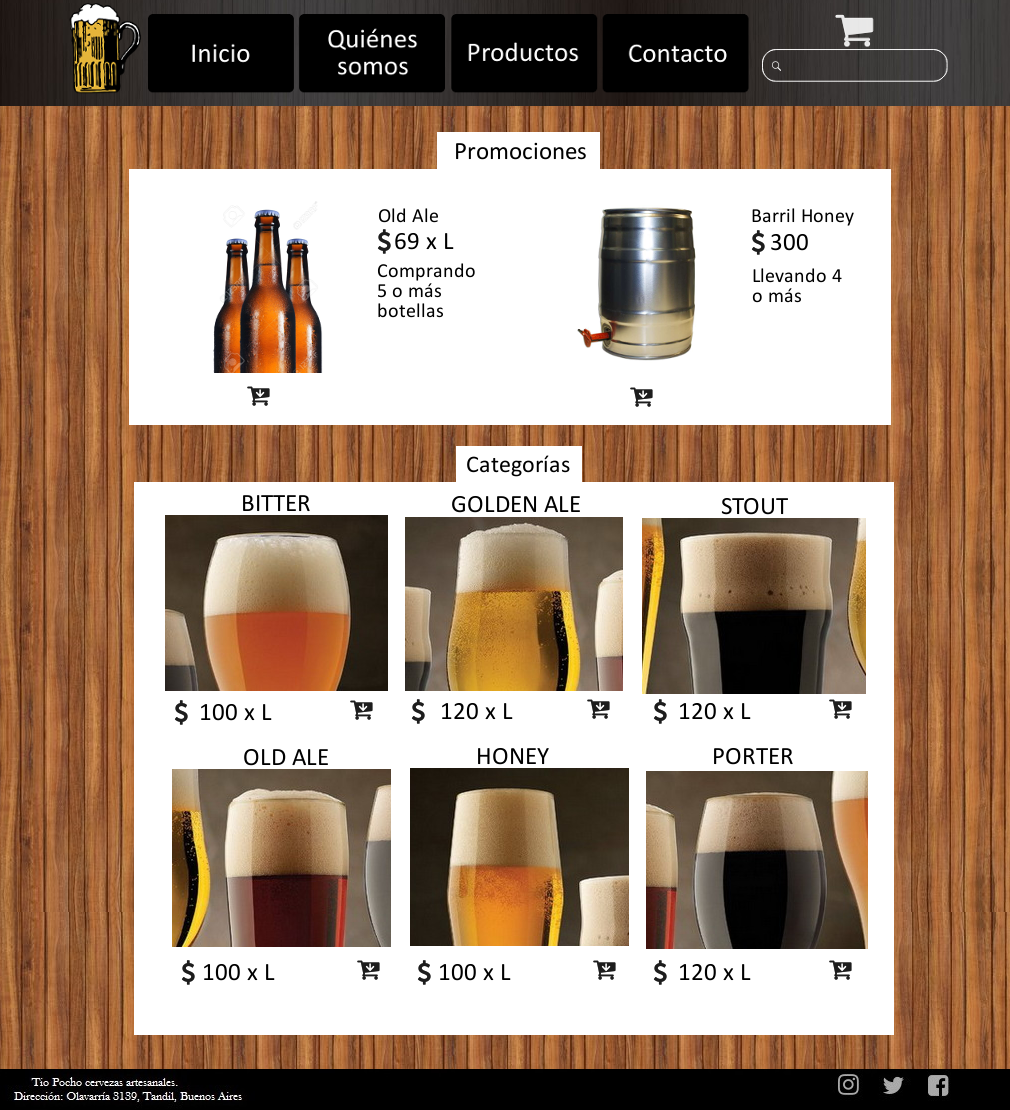 Inicio
Quiénes
somos
Productos
Contacto
Promociones
Old Ale
$69 x L
Comprando
5 o más
botellas
Barril Honey
$ 300
Llevando 4
o más
Categorías
BITTER
GOLDEN ALE
STOUT
$ 100 x L
$ 120 x L
$ 120 x L
OLD ALE
HONEY
PORTER
$ 100 x L
$ 100 x L
$ 120 x L
Tio Pocho cervezas artesanales.
Dirección: Olavarría 3139, Tandil, Buenos Aires